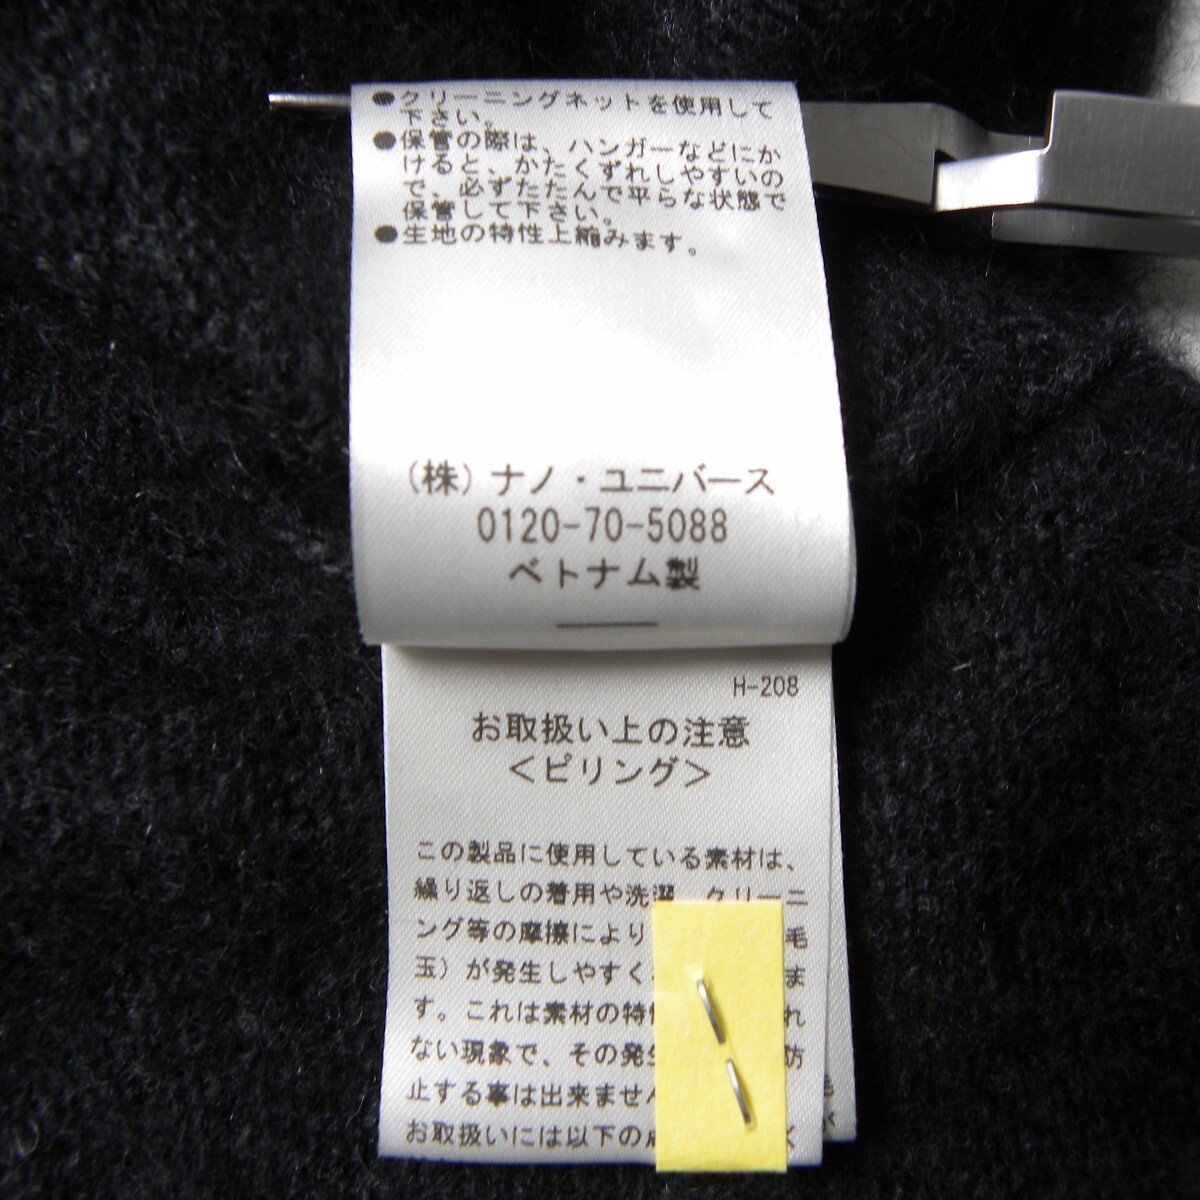 ●クリーニングネットを使用して
下さい。
●保管の際は、ハンガーなどにか
けると、かたくずれしやすいの
で、必ずたたんで平らな状態で
保管して下さい。
●生地の特性上縮みます。
(株)ナノ・ユニバース
0120-70-5088
ベトナム製
H-208
お取扱い上の注意
<ピリング>
この製品に使用している素材は、
繰り返しの着用や洗濯、クリーニ
ング等の摩擦により 毛
玉)が発生しやすく ま
す。これは素材の特 れ
ない現象で、その発 防
止する事は出来ません
お取扱いには以下の く